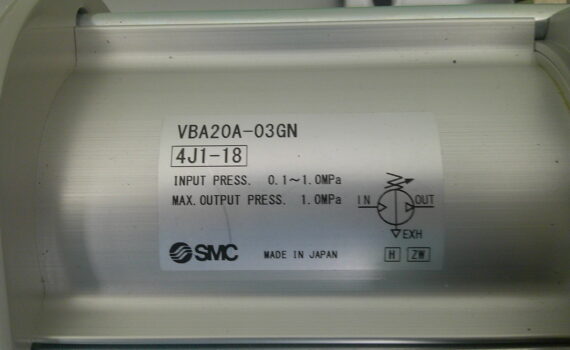 VBA20A-03GN
4J1-18
INPUT PRESS. 0.1~1.0MPa
MAX. OUTPUT PRESS. 1.0MPa
IN OUT
EXH
SMC MADE IN JAPAN H ZW